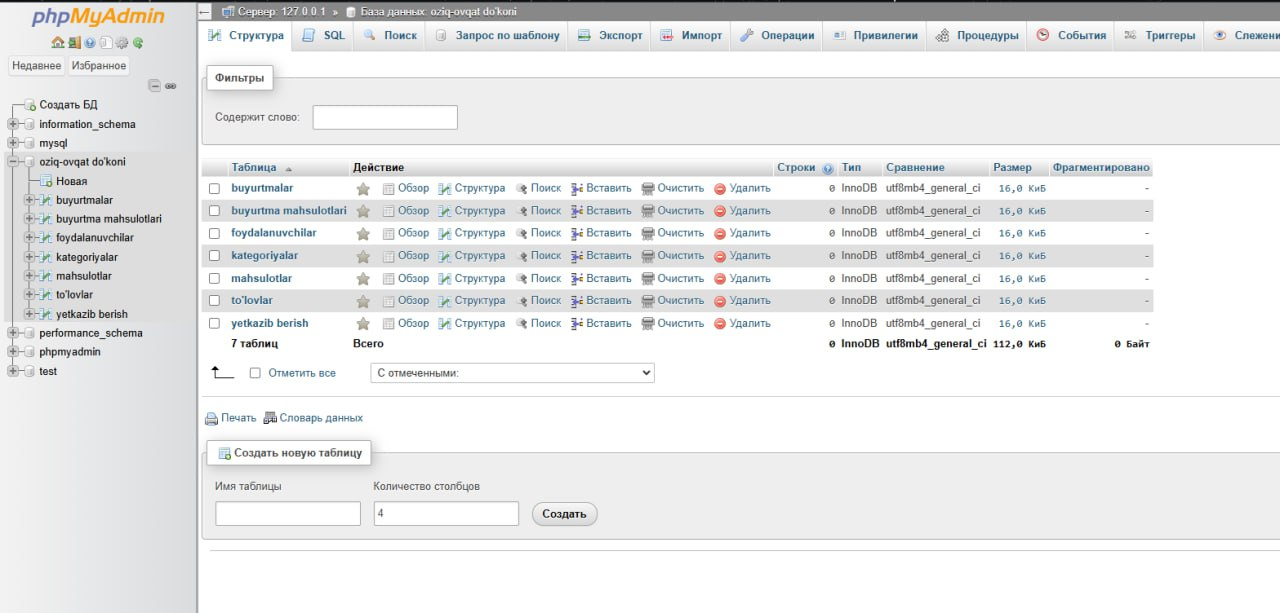 phpMyAdmin
Недавнее Избранное
Создать БД
information_schema
mysql
oziq-ovqat do'koni
Новая
buyurtmalar
buyurtma mahsulotlari
foydalanuvchilar
kategoriyalar
mahsulotlar
to'lovlar
yetkazib berish
performance_schema
phpmyadmin
test
Сервер: 127.0.0.1 » База данных: oziq-ovqat do'koni
Структура SQL Поиск Запрос по шаблону Экспорт Импорт Операции Привилегии Процедуры События Триггеры Слежени
Фильтры
Содержит слово:
Таблица Действие Строки Тип Сравнение Размер Фрагментировано
buyurtmalar Обзор Структура Поиск Вставить Очистить Удалить 0 InnoDB utf8mb4_general_ci 16,0 КиБ -
buyurtma mahsulotlari Обзор Структура Поиск Вставить Очистить Удалить 0 InnoDB utf8mb4_general_ci 16,0 КиБ -
foydalanuvchilar Обзор Структура Поиск Вставить Очистить Удалить 0 InnoDB utf8mb4_general_ci 16,0 КиБ -
kategoriyalar Обзор Структура Поиск Вставить Очистить Удалить 0 InnoDB utf8mb4_general_ci 16,0 КиБ -
mahsulotlar Обзор Структура Поиск Вставить Очистить Удалить 0 InnoDB utf8mb4_general_ci 16,0 КиБ -
to'lovlar Обзор Структура Поиск Вставить Очистить Удалить 0 InnoDB utf8mb4_general_ci 16,0 КиБ -
yetkazib berish Обзор Структура Поиск Вставить Очистить Удалить 0 InnoDB utf8mb4_general_ci 16,0 КиБ -
7 таблиц Всего 0 InnoDB utf8mb4_general_ci 112,0 КиБ 0 Байт
Отметить все С отмеченными:
Печать Словарь данных
Создать новую таблицу
Имя таблицы Количество столбцов
4 Создать